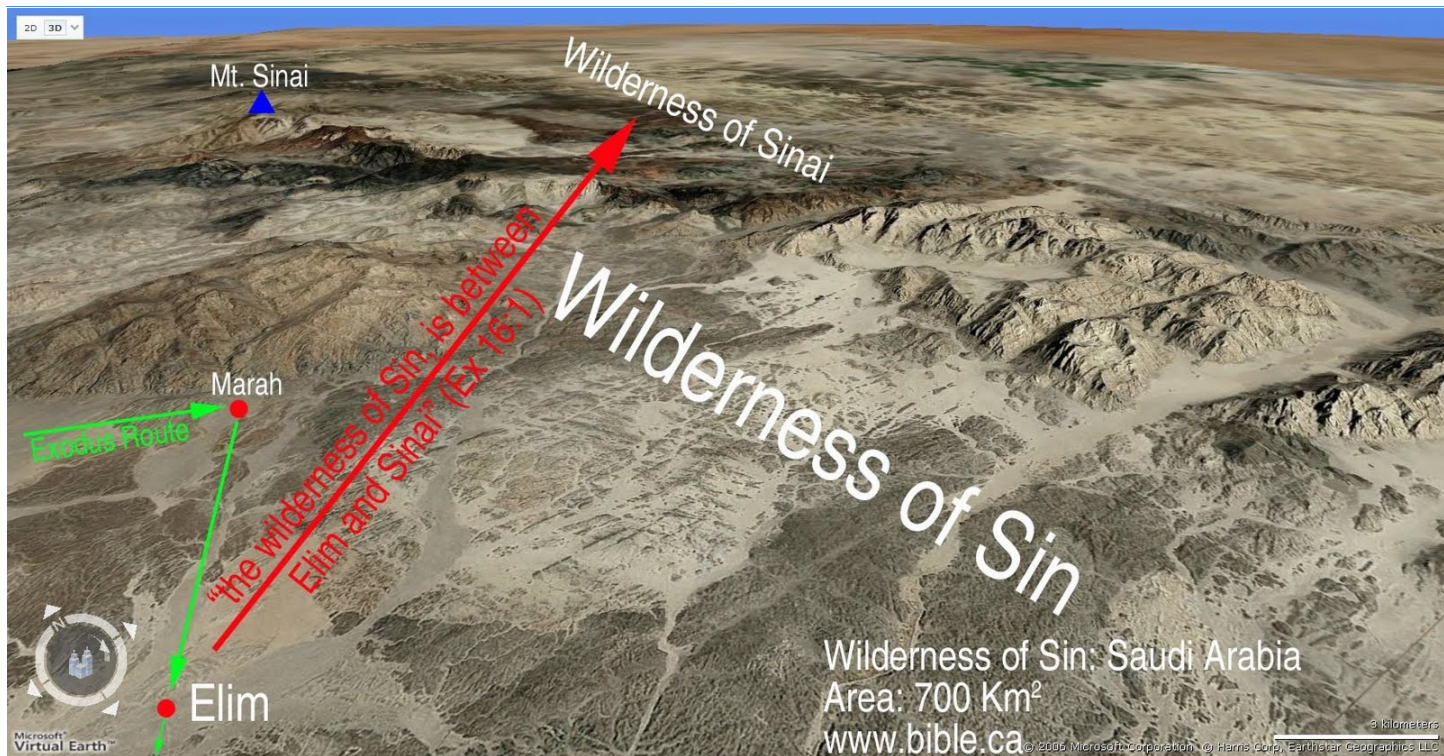 2D 3D
Mt. Sinai
Wilderness of Sinai
"the wilderness of Sin, is between
Elim and Sinai" (Ex 16:1)
Wilderness of Sin
Marah
Exodus Route
N
Elim
Wilderness of Sin: Saudi Arabia
Area: 700 Km²
www.bible.ca
3 kilometers
Microsoft®
Virtual Earth™
© 2006 Microsoft Corporation © Harris Corp, Earthstar Geographics LLC